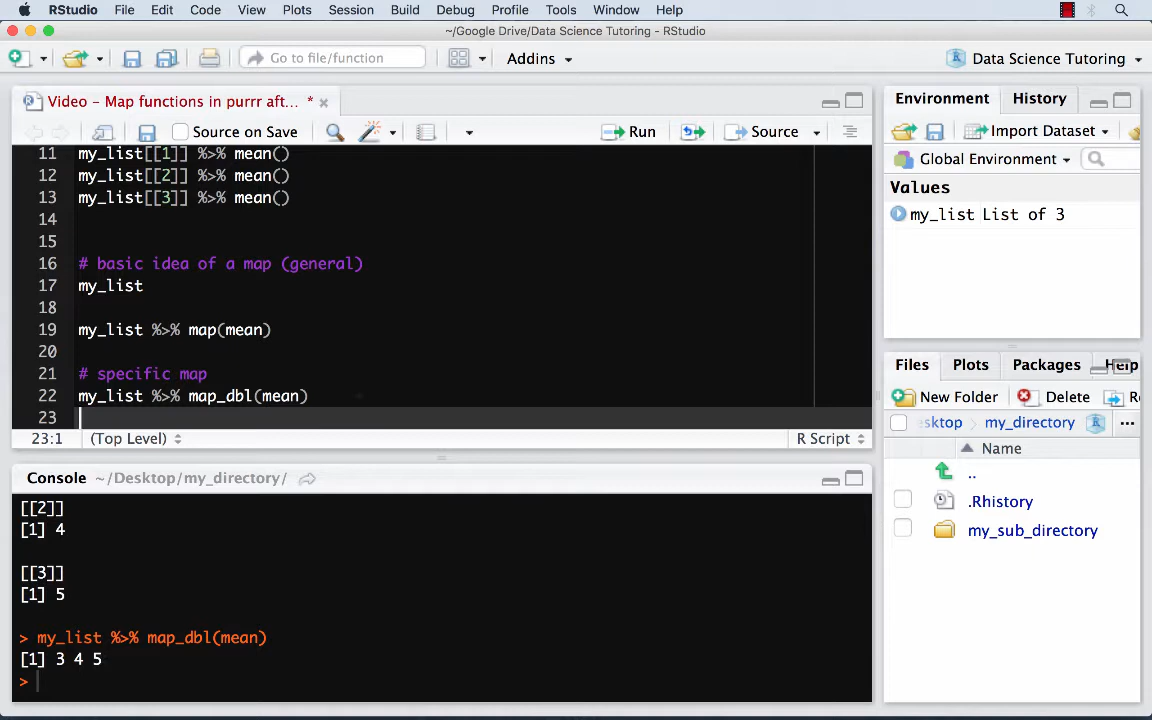 RStudio File Edit Code View Plots Session Build Debug Profile Tools Window Help
~/Google Drive/Data Science Tutoring - RStudio
Go to file/function Addins Data Science Tutoring
Video - Map functions in purrr aft... *
Source on Save Run Source
11 my_list[[1]] %>% mean()
12 my_list[[2]] %>% mean()
13 my_list[[3]] %>% mean()
14
15
16 # basic idea of a map (general)
17 my_list
18
19 my_list %>% map(mean)
20
21 # specific map
22 my_list %>% map_dbl(mean)
23
23:1 (Top Level) R Script
Console ~/Desktop/my_directory/
[[2]]
[1] 4
[[3]]
[1] 5
> my_list %>% map_dbl(mean)
[1] 3 4 5
>
Environment History
Import Dataset
Global Environment
Values
my_list List of 3
Files Plots Packages Help
New Folder Delete Re
sktop my_directory ...
Name
..
.Rhistory
my_sub_directory